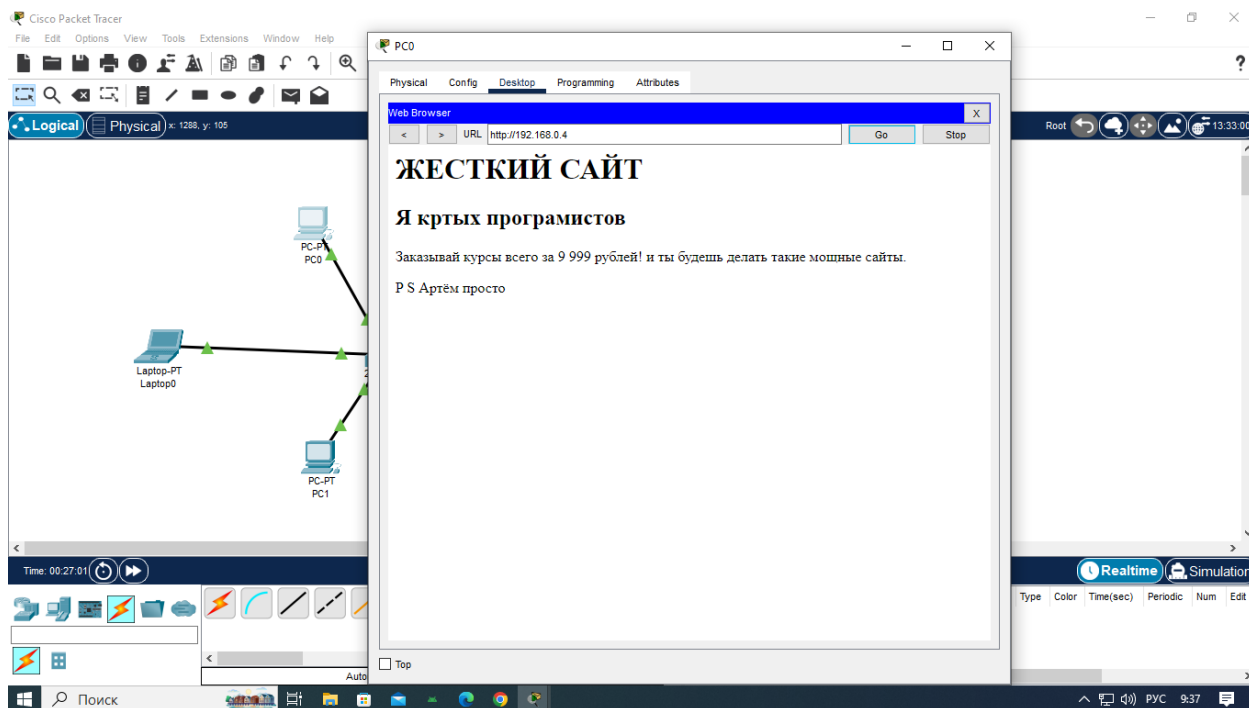 Cisco Packet Tracer
File Edit Options View Tools Extensions Window Help
?
Logical Physical x: 1288, y: 105
Root 13:33:00
PC-PT
PC0
Laptop-PT
Laptop0
PC-PT
PC1
PC0
Physical Config Desktop Programming Attributes
Web Browser X
< > URL http://192.168.0.4 Go Stop
ЖЕСТКИЙ САЙТ
Я кртых програмистов
Заказывай курсы всего за 9 999 рублей! и ты будешь делать такие мощные сайты.
P S Артём просто
Top
Time: 00:27:01
Realtime Simulation
Type Color Time(sec) Periodic Num Edit
Auto
Поиск
РУС 9:37